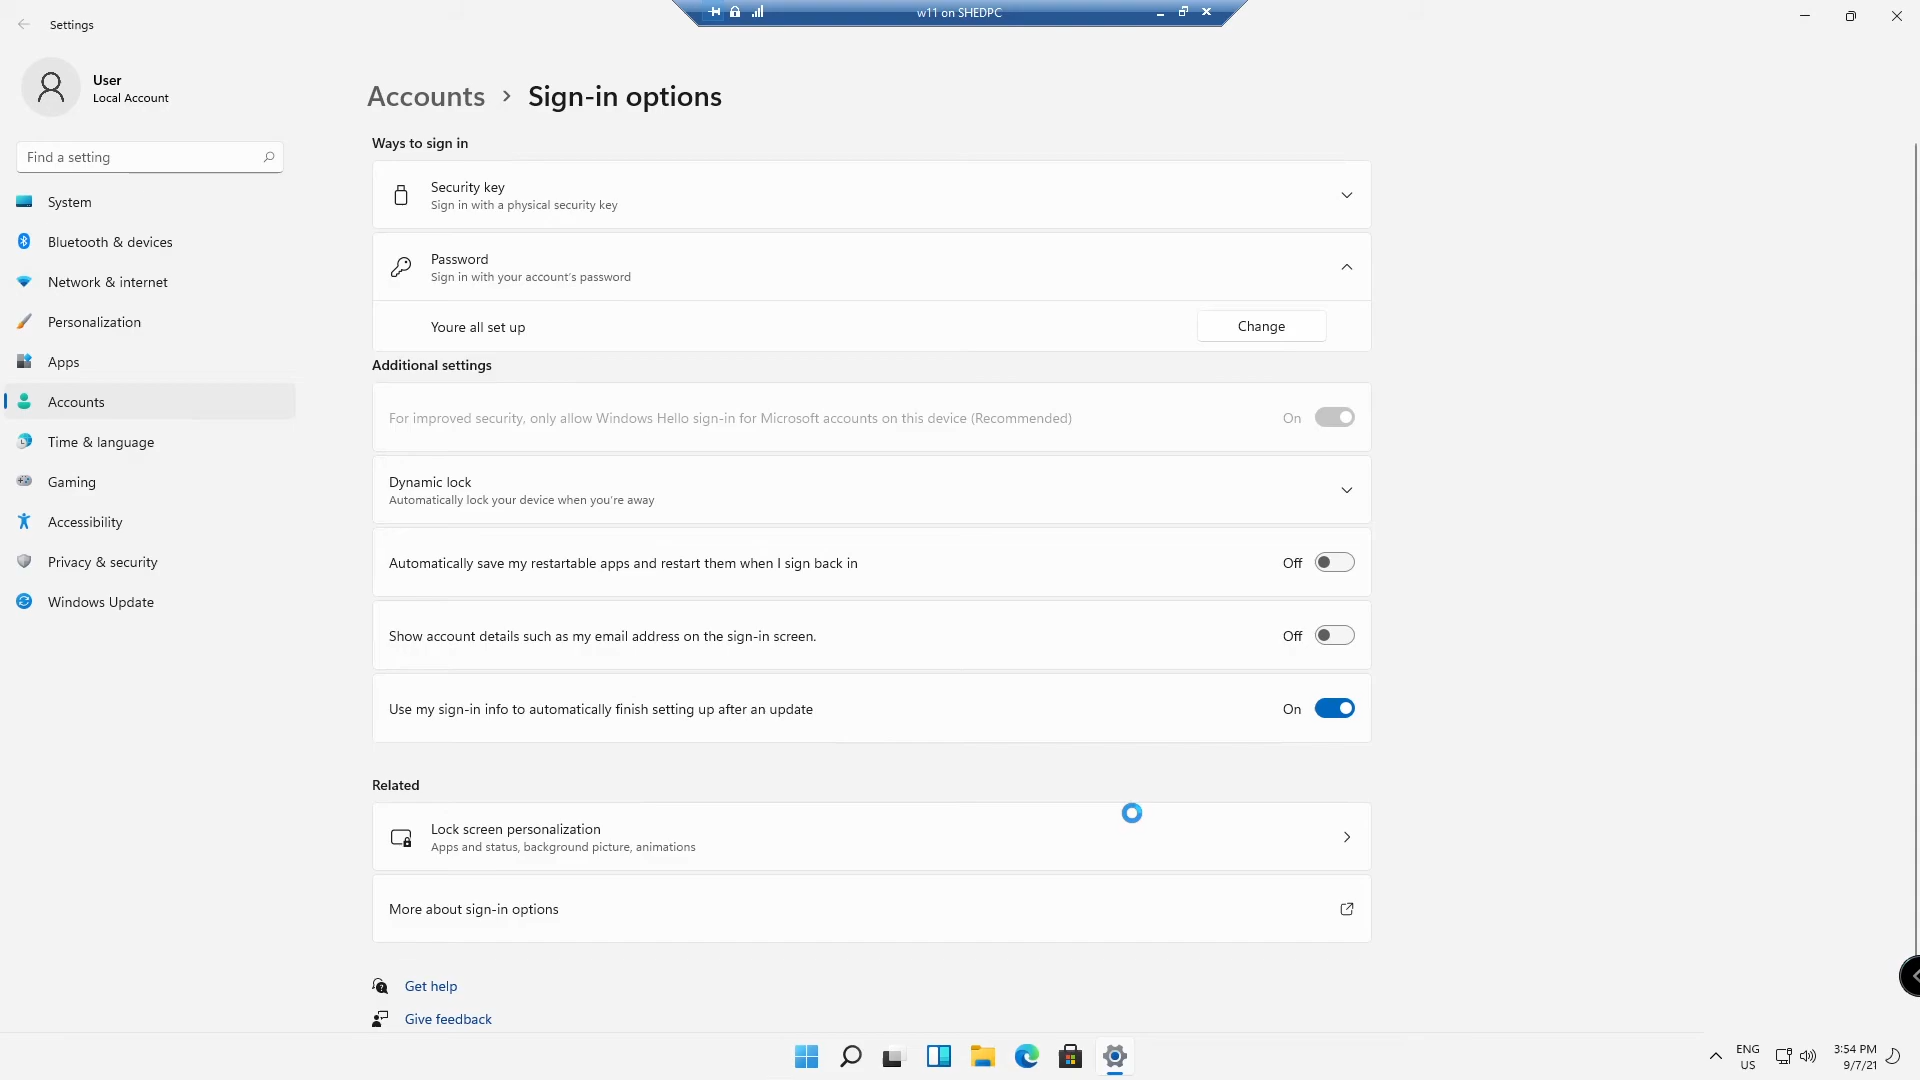 w11 on SHEDPC
Settings
User
Local Account
Find a setting
System
Bluetooth & devices
Network & internet
Personalization
Apps
Accounts
Time & language
Gaming
Accessibility
Privacy & security
Windows Update
Accounts > Sign-in options
Ways to sign in
Security key
Sign in with a physical security key
Password
Sign in with your account's password
Youre all set up
Change
Additional settings
For improved security, only allow Windows Hello sign-in for Microsoft accounts on this device (Recommended)
On
Dynamic lock
Automatically lock your device when you're away
Automatically save my restartable apps and restart them when I sign back in
Off
Show account details such as my email address on the sign-in screen.
Off
Use my sign-in info to automatically finish setting up after an update
On
Related
Lock screen personalization
Apps and status, background picture, animations
More about sign-in options
Get help
Give feedback
ENG
US
3:54 PM
9/7/21